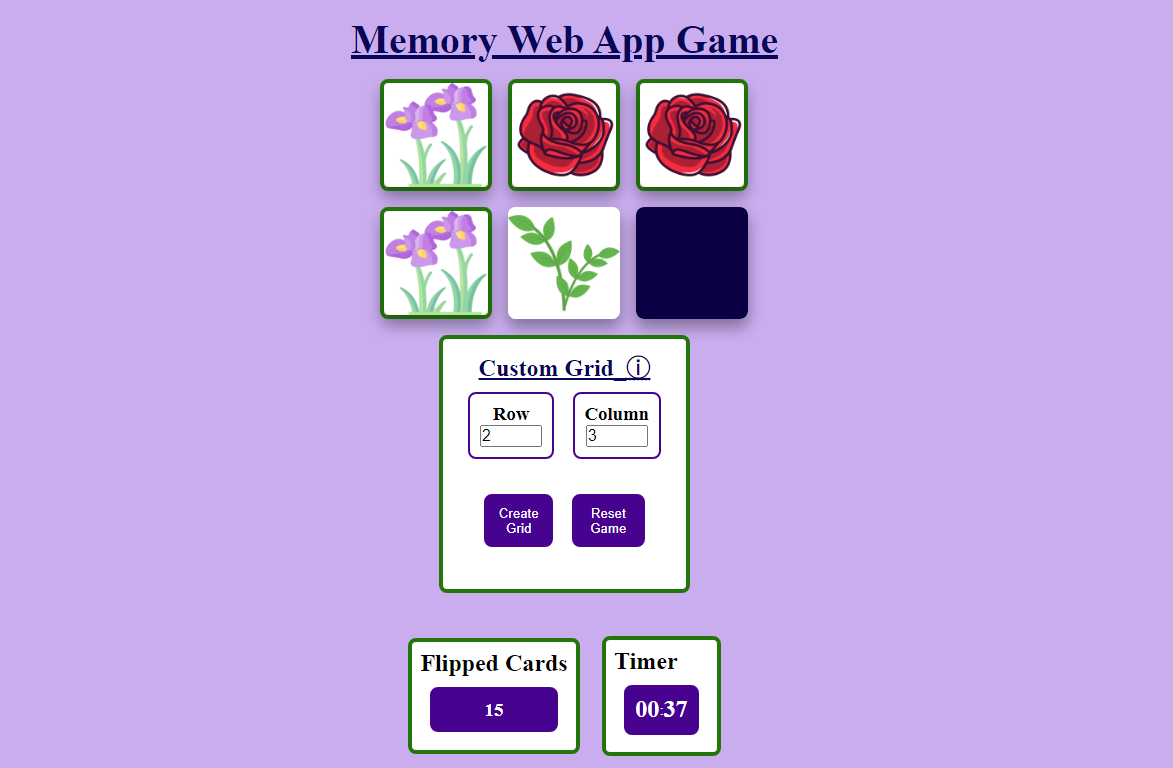 Memory Web App Game
Custom Grid ⓘ
Row
Column
2
3
Create
Grid
Reset
Game
Flipped Cards
Timer
15
00:37